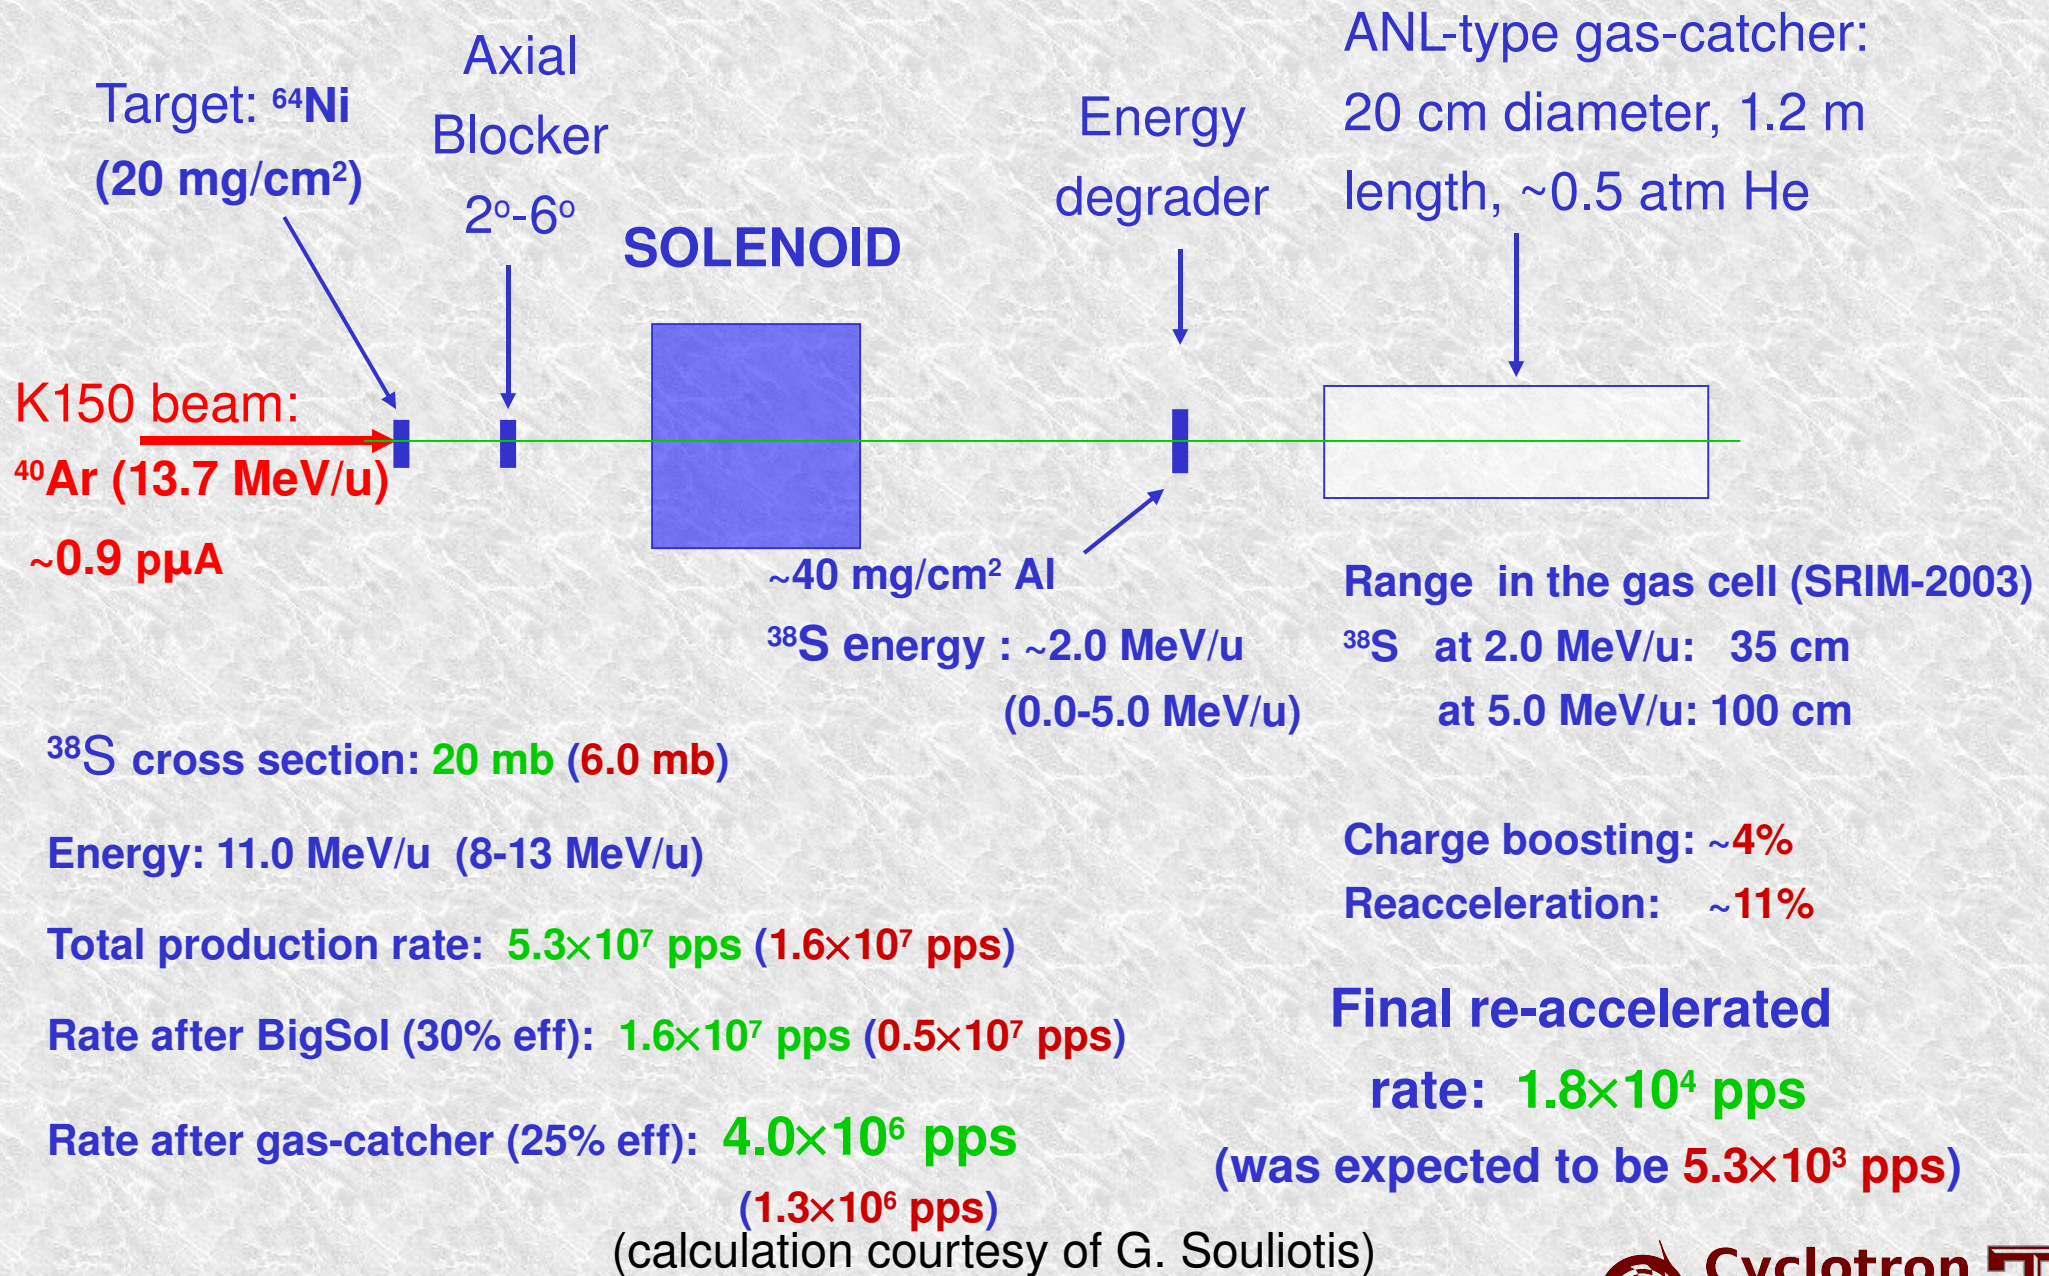 Target: ⁶⁴Ni
(20 mg/cm²)
Axial
Blocker
2º-6º
SOLENOID
Energy
degrader
ANL-type gas-catcher:
20 cm diameter, 1.2 m
length, ~0.5 atm He
K150 beam:
⁴⁰Ar (13.7 MeV/u)
~0.9 pµA
~40 mg/cm² Al
³⁸S energy : ~2.0 MeV/u
(0.0-5.0 MeV/u)
Range in the gas cell (SRIM-2003)
³⁸S at 2.0 MeV/u: 35 cm
at 5.0 MeV/u: 100 cm
³⁸S cross section: 20 mb (6.0 mb)
Energy: 11.0 MeV/u (8-13 MeV/u)
Total production rate: 5.3×10⁷ pps (1.6×10⁷ pps)
Rate after BigSol (30% eff): 1.6×10⁷ pps (0.5×10⁷ pps)
Rate after gas-catcher (25% eff): 4.0×10⁶ pps
(1.3×10⁶ pps)
Charge boosting: ~4%
Reacceleration: ~11%
Final re-accelerated
rate: 1.8×10⁴ pps
(was expected to be 5.3×10³ pps)
(calculation courtesy of G. Souliotis)
Cyclotron